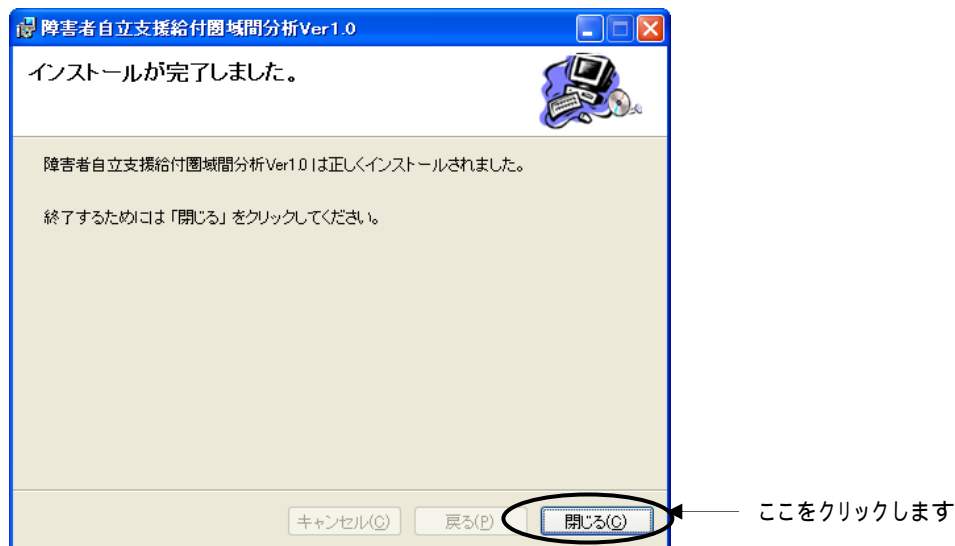 障害者自立支援給付圏域間分析Ver1.0
インストールが完了しました。
障害者自立支援給付圏域間分析Ver1.0 は正しくインストールされました。
終了するためには「閉じる」をクリックしてください。
キャンセル(C)
戻る(P)
閉じる(C)
ここをクリックします